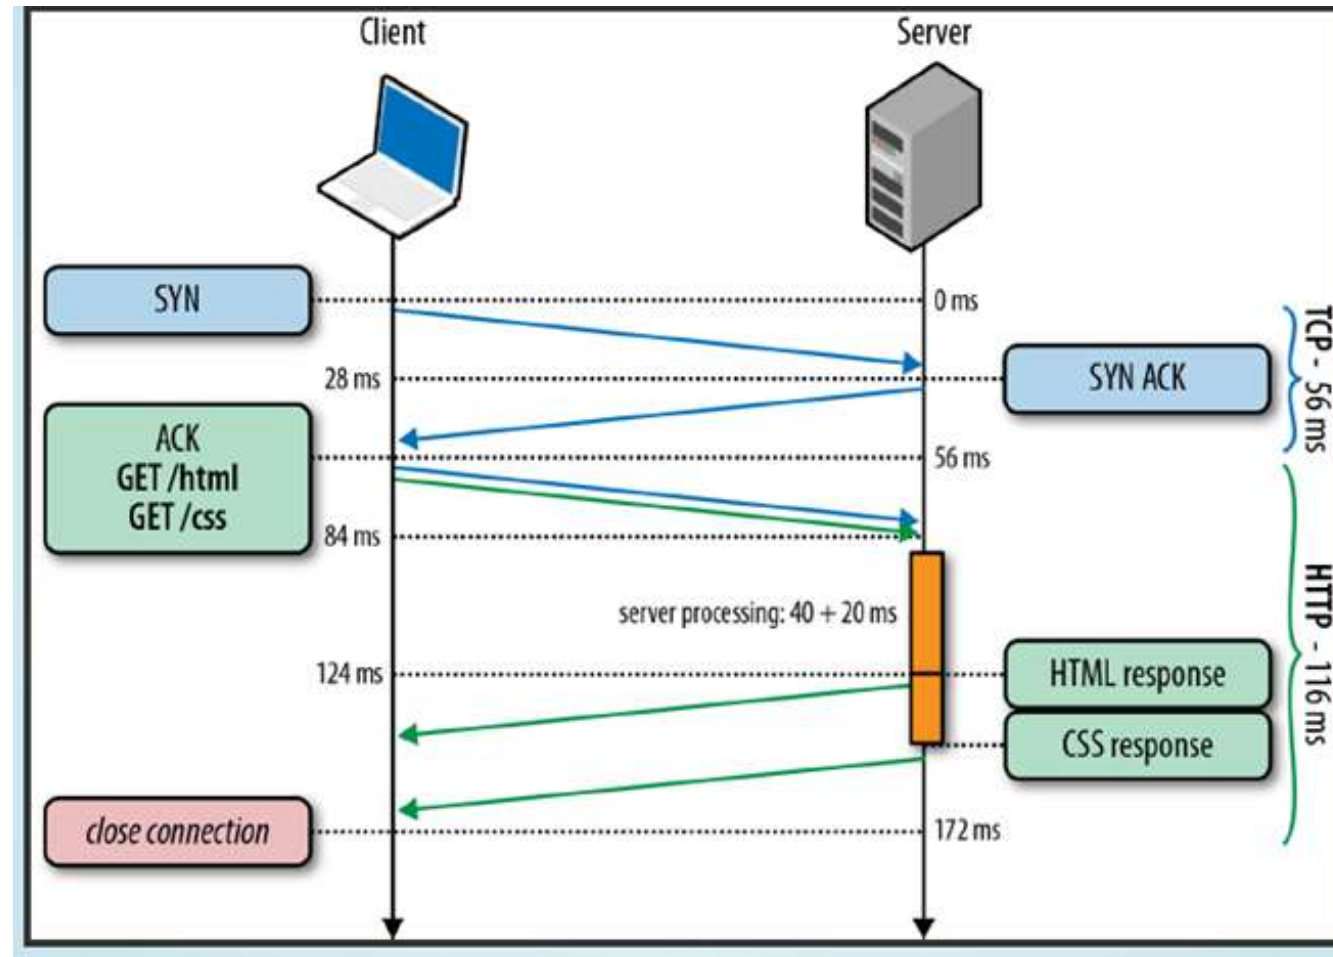 Client
Server
SYN
0 ms
28 ms
SYN ACK
TCP - 56 ms
ACK
GET /html
GET /css
56 ms
84 ms
server processing: 40 + 20 ms
HTTP - 116 ms
124 ms
HTML response
CSS response
close connection
172 ms